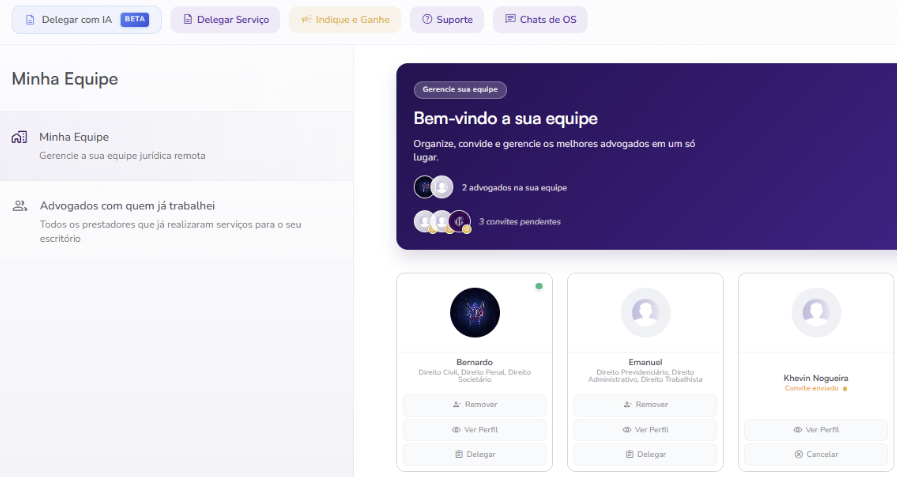 Delegar com IA BETA
Delegar Serviço
Indique e Ganhe
Suporte
Chats de OS
Minha Equipe
Minha Equipe
Gerencie a sua equipe jurídica remota
Advogados com quem já trabalhei
Todos os prestadores que já realizaram serviços para o seu
escritório
Gerencie sua equipe
Bem-vindo a sua equipe
Organize, convide e gerencie os melhores advogados em um só
lugar.
2 advogados na sua equipe
3 convites pendentes
Bernardo
Direito Civil, Direito Penal, Direito
Societário
Remover
Ver Perfil
Delegar
Emanuel
Direito Previdenciário, Direito
Administrativo, Direito Trabalhista
Remover
Ver Perfil
Delegar
Khevin Nogueira
Convite enviado
Ver Perfil
Cancelar